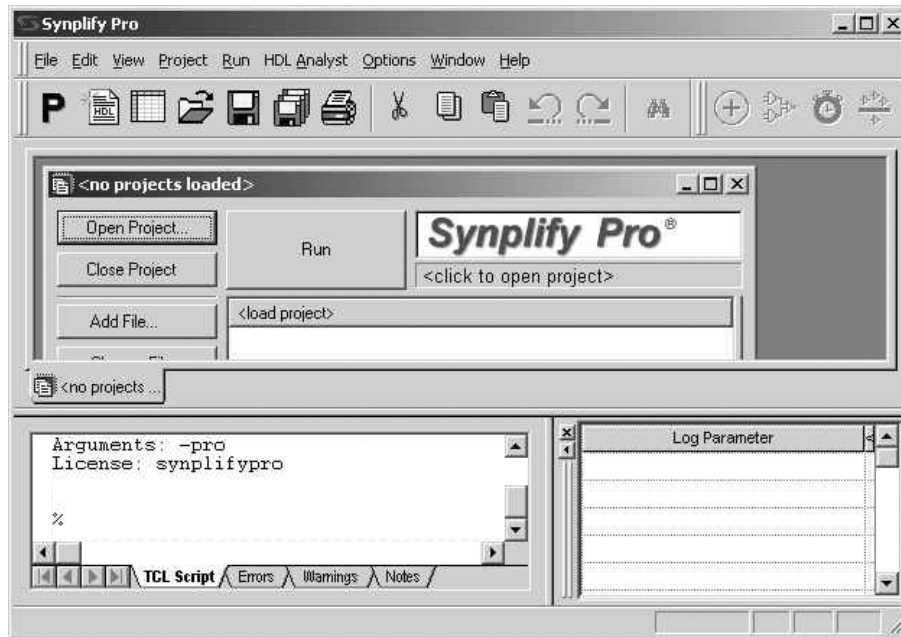 Synplify Pro
File Edit View Project Run HDL Analyst Options Window Help
P HDL
<no projects loaded>
Open Project...
Run
Synplify Pro®
Close Project
<click to open project>
Add File...
<load project>
<no projects ...
Arguments: -pro
License: synplifypro
%
Log Parameter
TCL Script Errors Warnings Notes